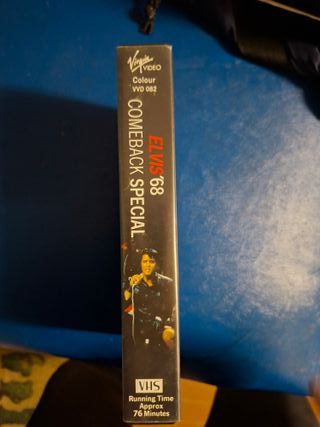 Virgin VIDEO
Colour
VVD 082
ELVIS '68
COMEBACK SPECIAL
VHS
Running Time
Approx
76 Minutes